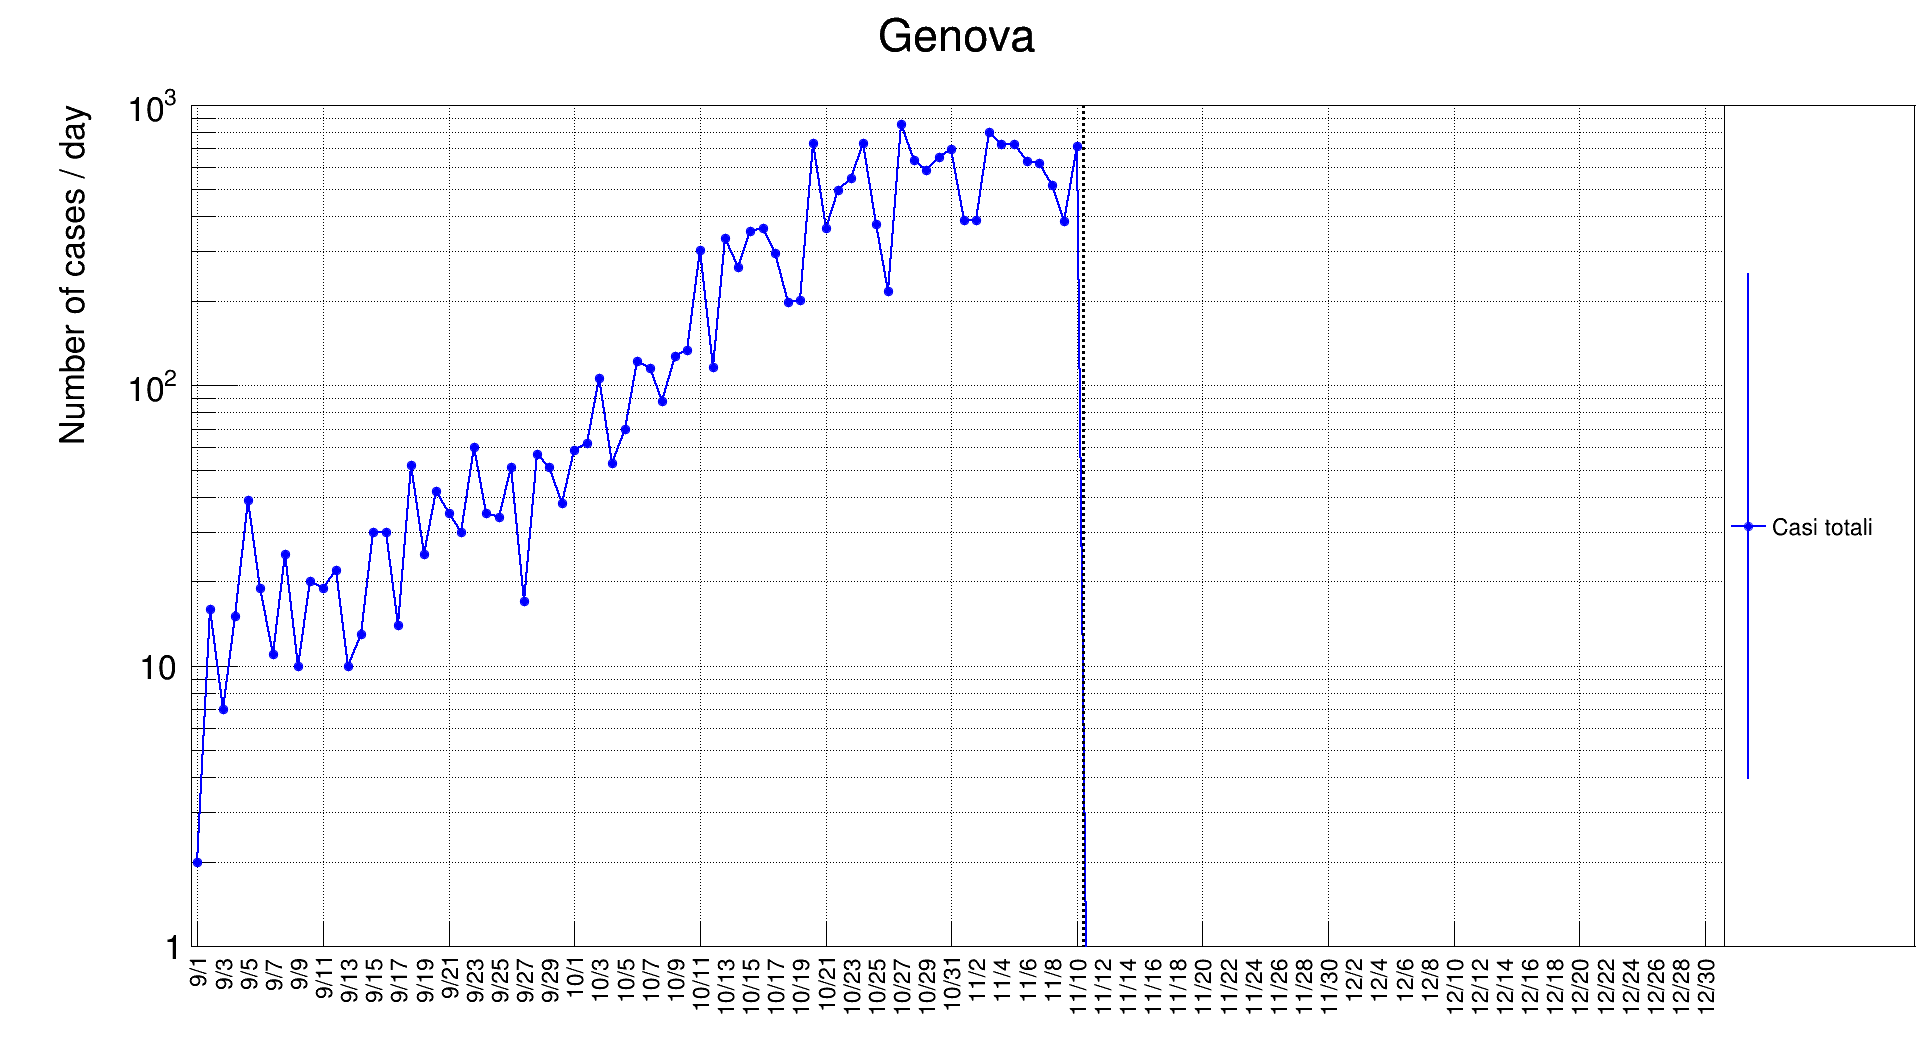 Genova
Number of cases / day
10³
10²
10
1
9/1 9/3 9/5 9/7 9/9 9/11 9/13 9/15 9/17 9/19 9/21 9/23 9/25 9/27 9/29 10/1 10/3 10/5 10/7 10/9 10/11 10/13 10/15 10/17 10/19 10/21 10/23 10/25 10/27 10/29 10/31 11/2 11/4 11/6 11/8 11/10 11/12 11/14 11/16 11/18 11/20 11/22 11/24 11/26 11/28 11/30 12/2 12/4 12/6 12/8 12/10 12/12 12/14 12/16 12/18 12/20 12/22 12/24 12/26 12/28 12/30
Casi totali